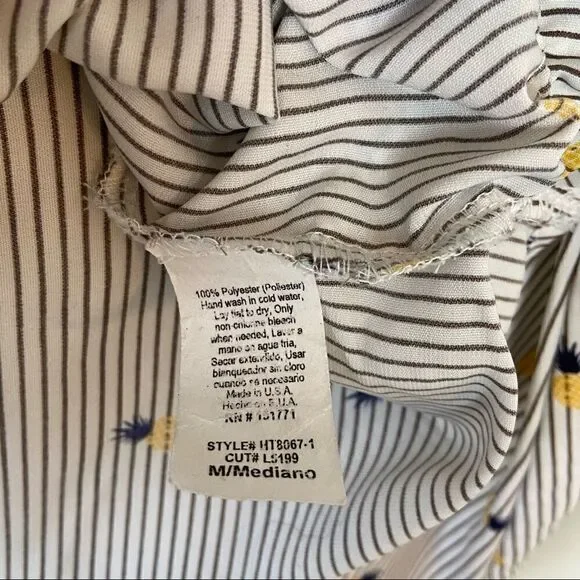 100% Polyester (Poliester)
Hand wash in cold water,
Lay flat to dry, Only
non-chlorine bleach
when needed, Lavar a
mano en agua fria,
Secar extendido, Usar
blanqueador sin cloro
cuando se necesario
Made in U.S.A.
Hecho en E.U.A.
RN # 151771
STYLE# HT8067-1
CUT# L5199
M/Mediano